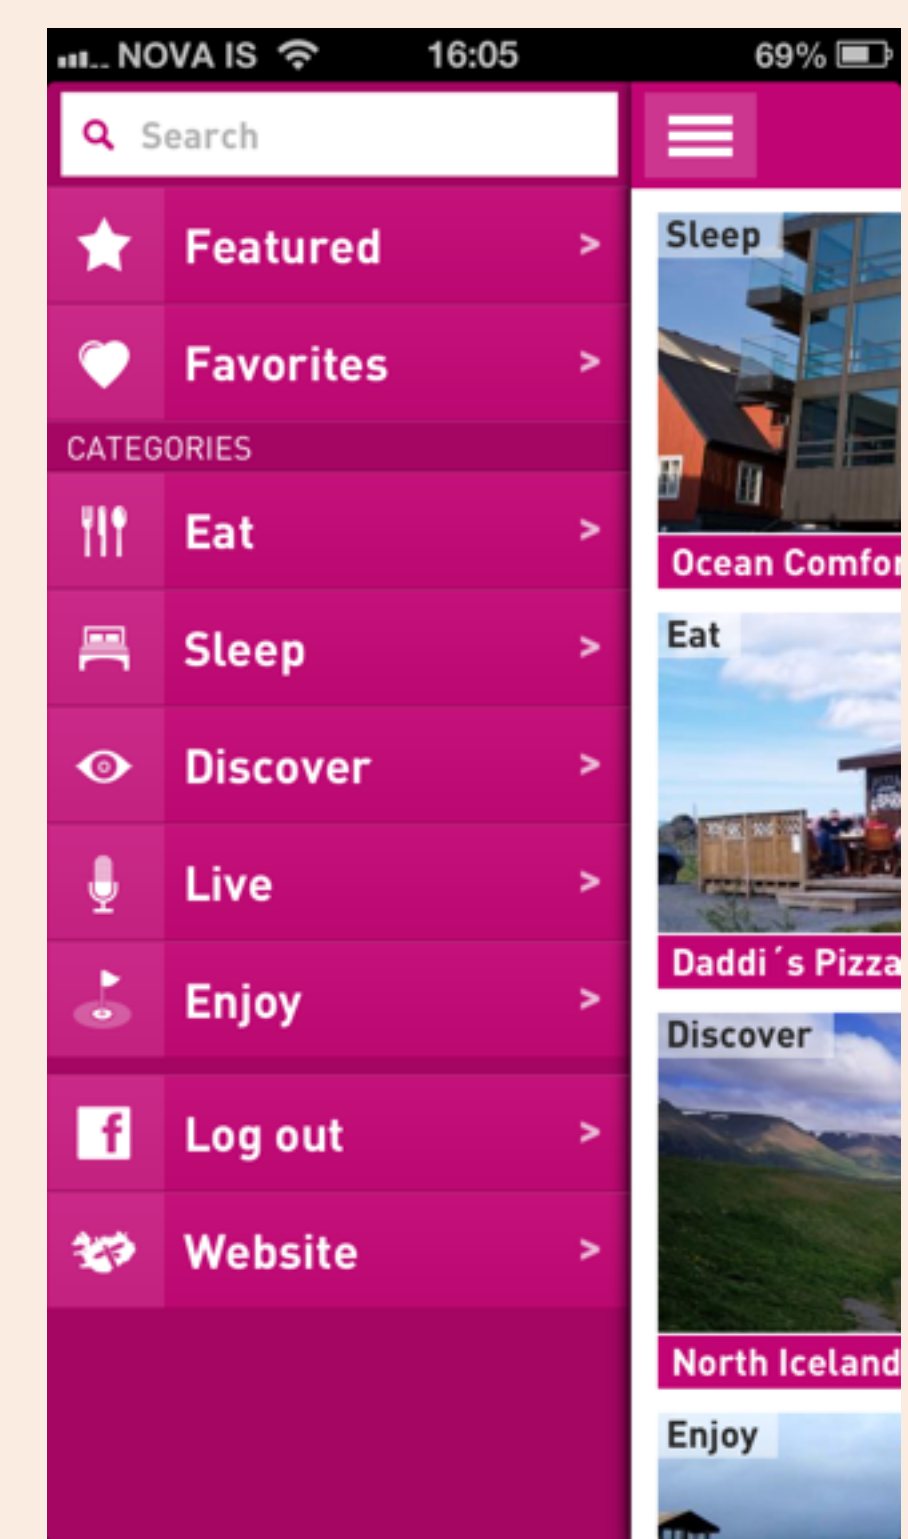 NOVA IS 16:05 69%
Search
Featured >
Favorites >
CATEGORIES
Eat >
Sleep >
Discover >
Live >
Enjoy >
f Log out >
Website >
Sleep
Ocean Comfor
Eat
Daddi´s Pizza
Discover
North Iceland
Enjoy